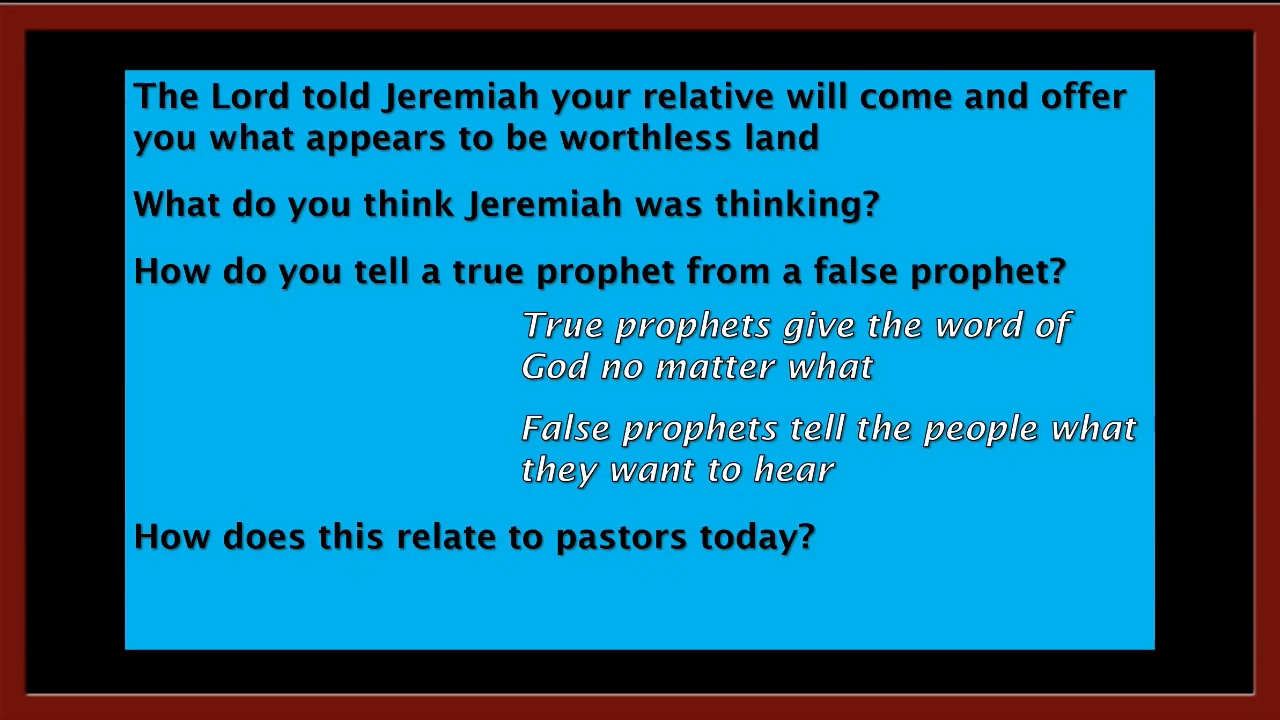 The Lord told Jeremiah your relative will come and offer
you what appears to be worthless land
What do you think Jeremiah was thinking?
How do you tell a true prophet from a false prophet?
True prophets give the word of
God no matter what
False prophets tell the people what
they want to hear
How does this relate to pastors today?